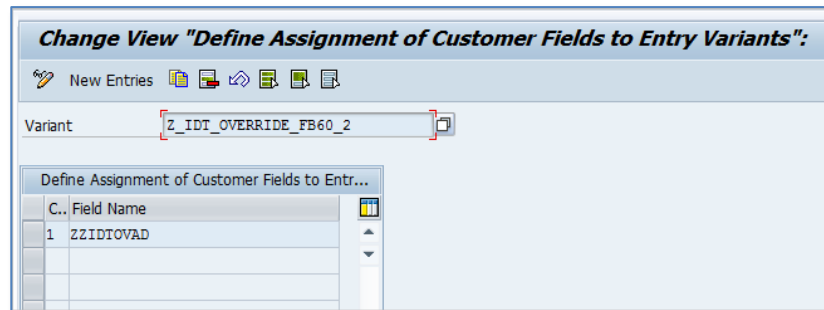 Change View "Define Assignment of Customer Fields to Entry Variants":
New Entries
Variant Z_IDT_OVERRIDE_FB60_2
Define Assignment of Customer Fields to Entr...
C.. Field Name
1 ZZIDTOVAD